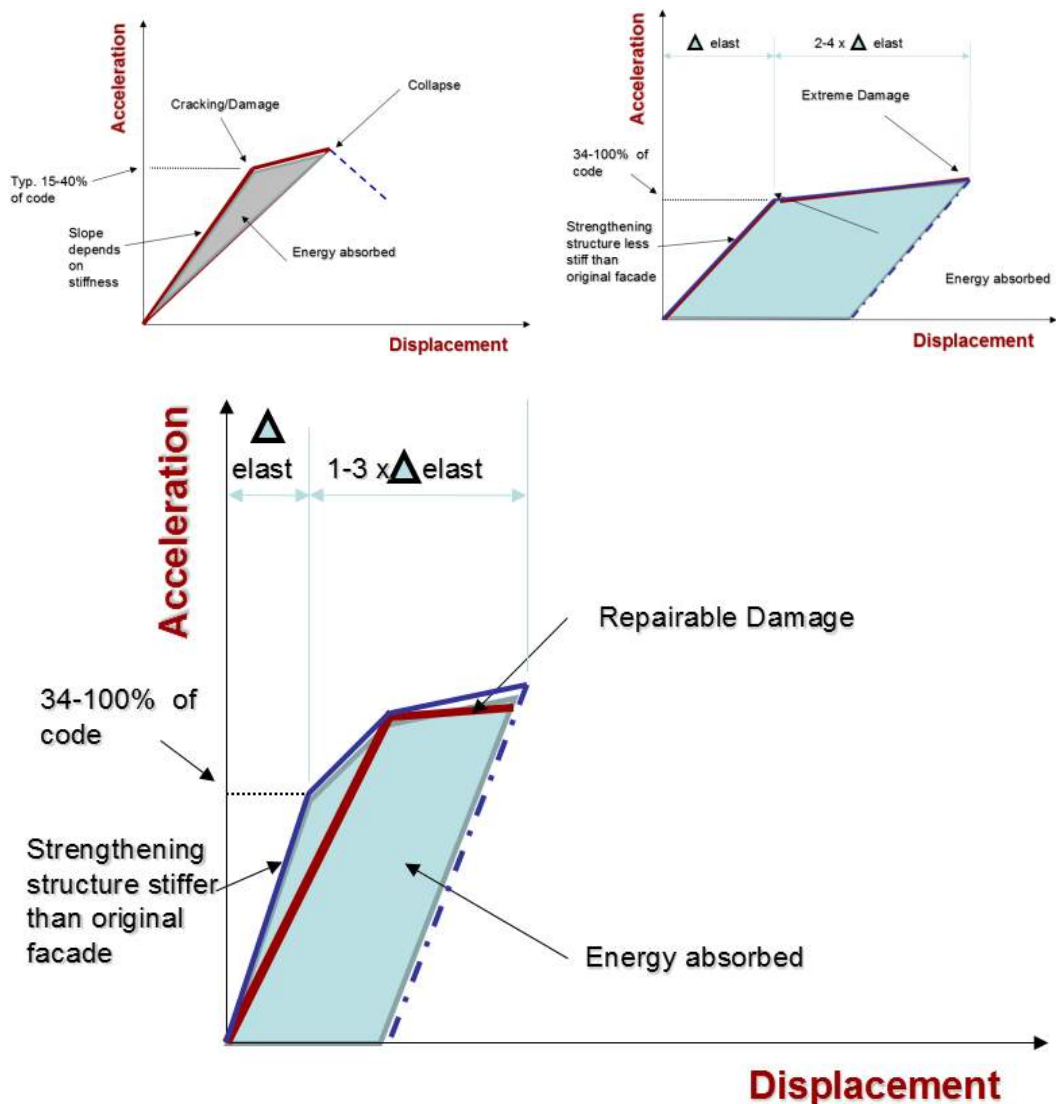 Acceleration
Cracking/Damage
Collapse
Typ. 15-40%
of code
Slope
depends
on
stiffness
Energy absorbed
Displacement
Acceleration
Δ elast
2-4 x Δ elast
Extreme Damage
34-100% of
code
Strengthening
structure less
stiff than
original facade
Energy absorbed
Displacement
Acceleration
Δ
elast
1-3 x Δ elast
Repairable Damage
34-100% of
code
Strengthening
structure stiffer
than original
facade
Energy absorbed
Displacement